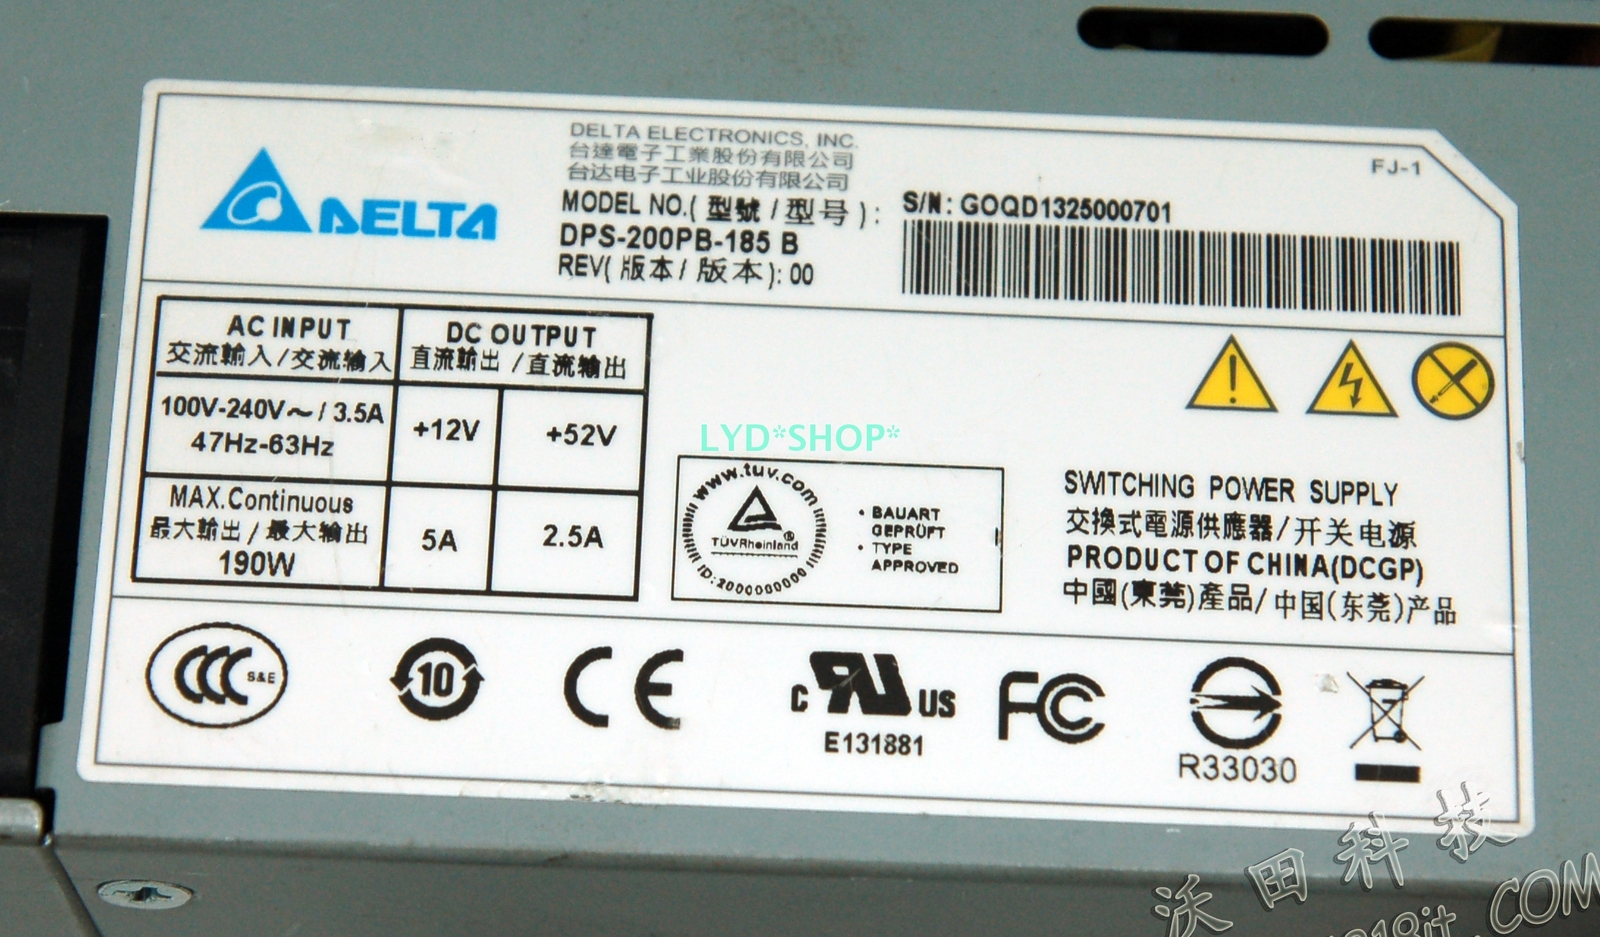 DELTA
DELTA ELECTRONICS, INC.
台達電子工業股份有限公司
台达电子工业股份有限公司
MODEL NO.(型號/型号):
DPS-200PB-185 B
REV(版本/版本): 00
FJ-1
S/N: GOQD1325000701
AC INPUT
交流輸入/交流输入
DC OUTPUT
直流輸出/直流输出
100V-240V～/3.5A
47Hz-63Hz
+12V
+52V
MAX.Continuous
最大輸出/最大输出
190W
5A
2.5A
LYD*SHOP*
www.tuv.com
TÜVRheinland®
ID:2000000000
• BAUART
GEPRÜFT
• TYPE
APPROVED
SWITCHING POWER SUPPLY
交換式電源供應器/开关电源
PRODUCT OF CHINA(DCGP)
中國(東莞)產品/中国(东莞)产品
CCC S&E
10
CE
C UL US
E131881
FC
R33030
沃田科技
it.COM